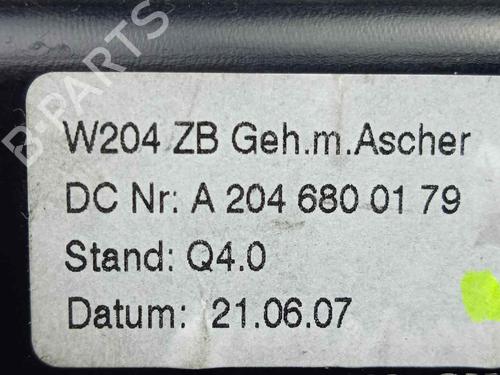 W204 ZB Geh.m.Ascher
DC Nr: A 204 680 01 79
Stand: Q4.0
Datum: 21.06.07
B-PARTS